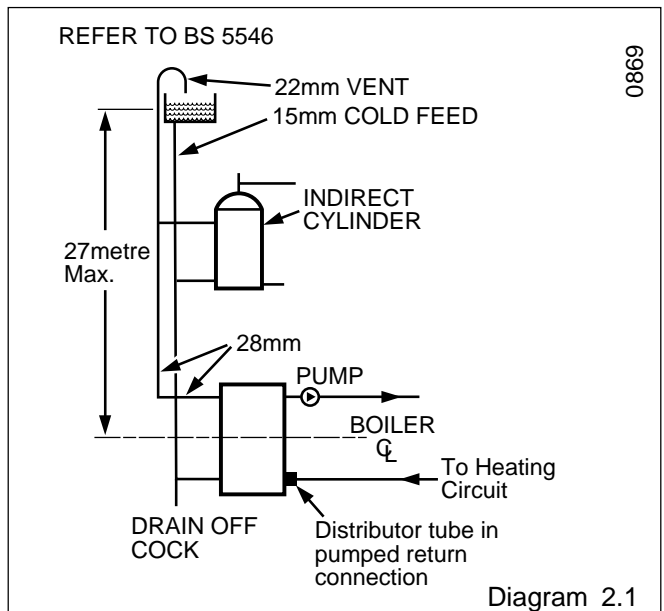 REFER TO BS 5546
0869
22mm VENT
15mm COLD FEED
INDIRECT
CYLINDER
27metre
Max.
28mm
PUMP
BOILER
℄
To Heating
Circuit
DRAIN OFF
COCK
Distributor tube in
pumped return
connection
Diagram 2.1